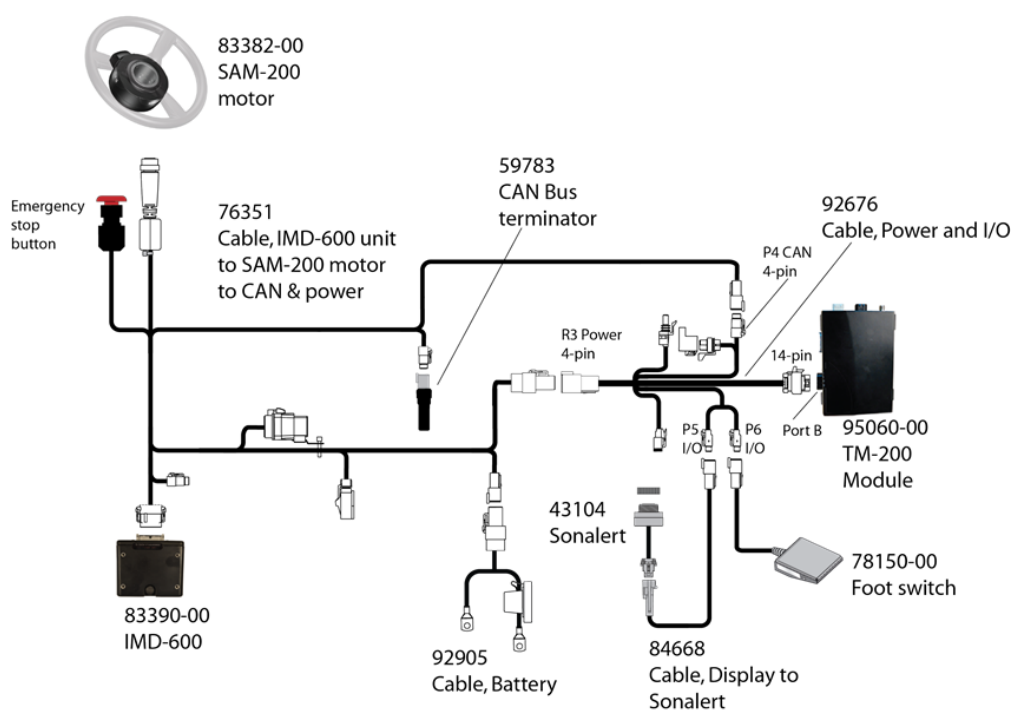 83382-00
SAM-200
motor
Emergency
stop
button
76351
Cable, IMD-600 unit
to SAM-200 motor
to CAN & power
59783
CAN Bus
terminator
92676
Cable, Power and I/O
P4 CAN
4-pin
R3 Power
4-pin
14-pin
Port B
P5
I/O
P6
I/O
95060-00
TM-200
Module
43104
Sonalert
78150-00
Foot switch
83390-00
IMD-600
92905
Cable, Battery
84668
Cable, Display to
Sonalert